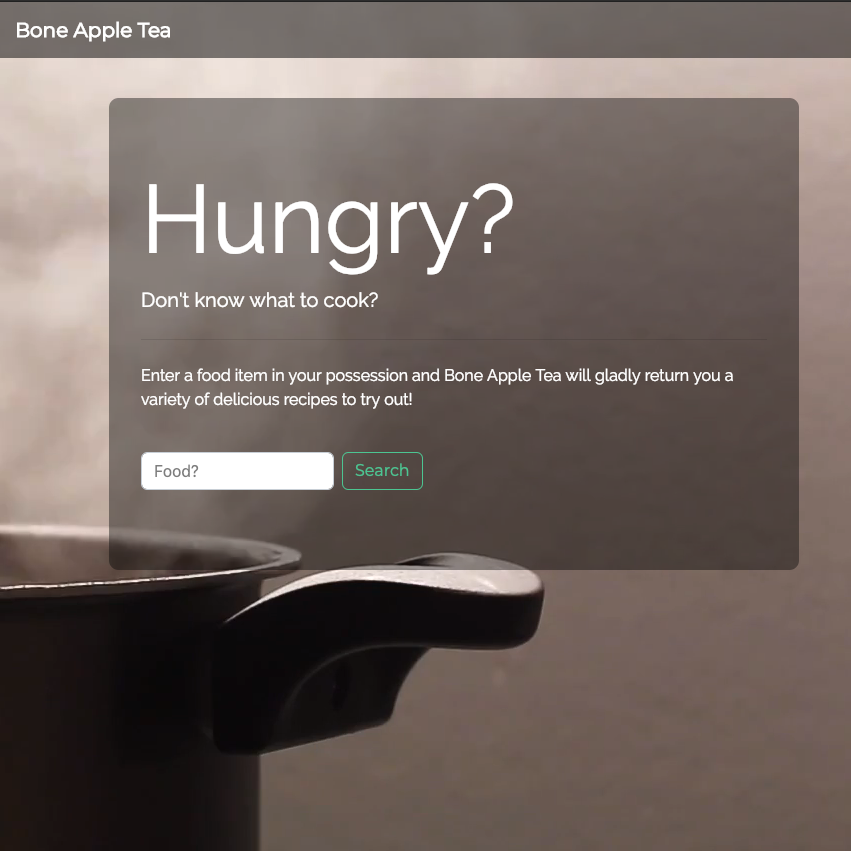 Bone Apple Tea
Hungry?
Don't know what to cook?
Enter a food item in your possession and Bone Apple Tea will gladly return you a
variety of delicious recipes to try out!
Food?
Search